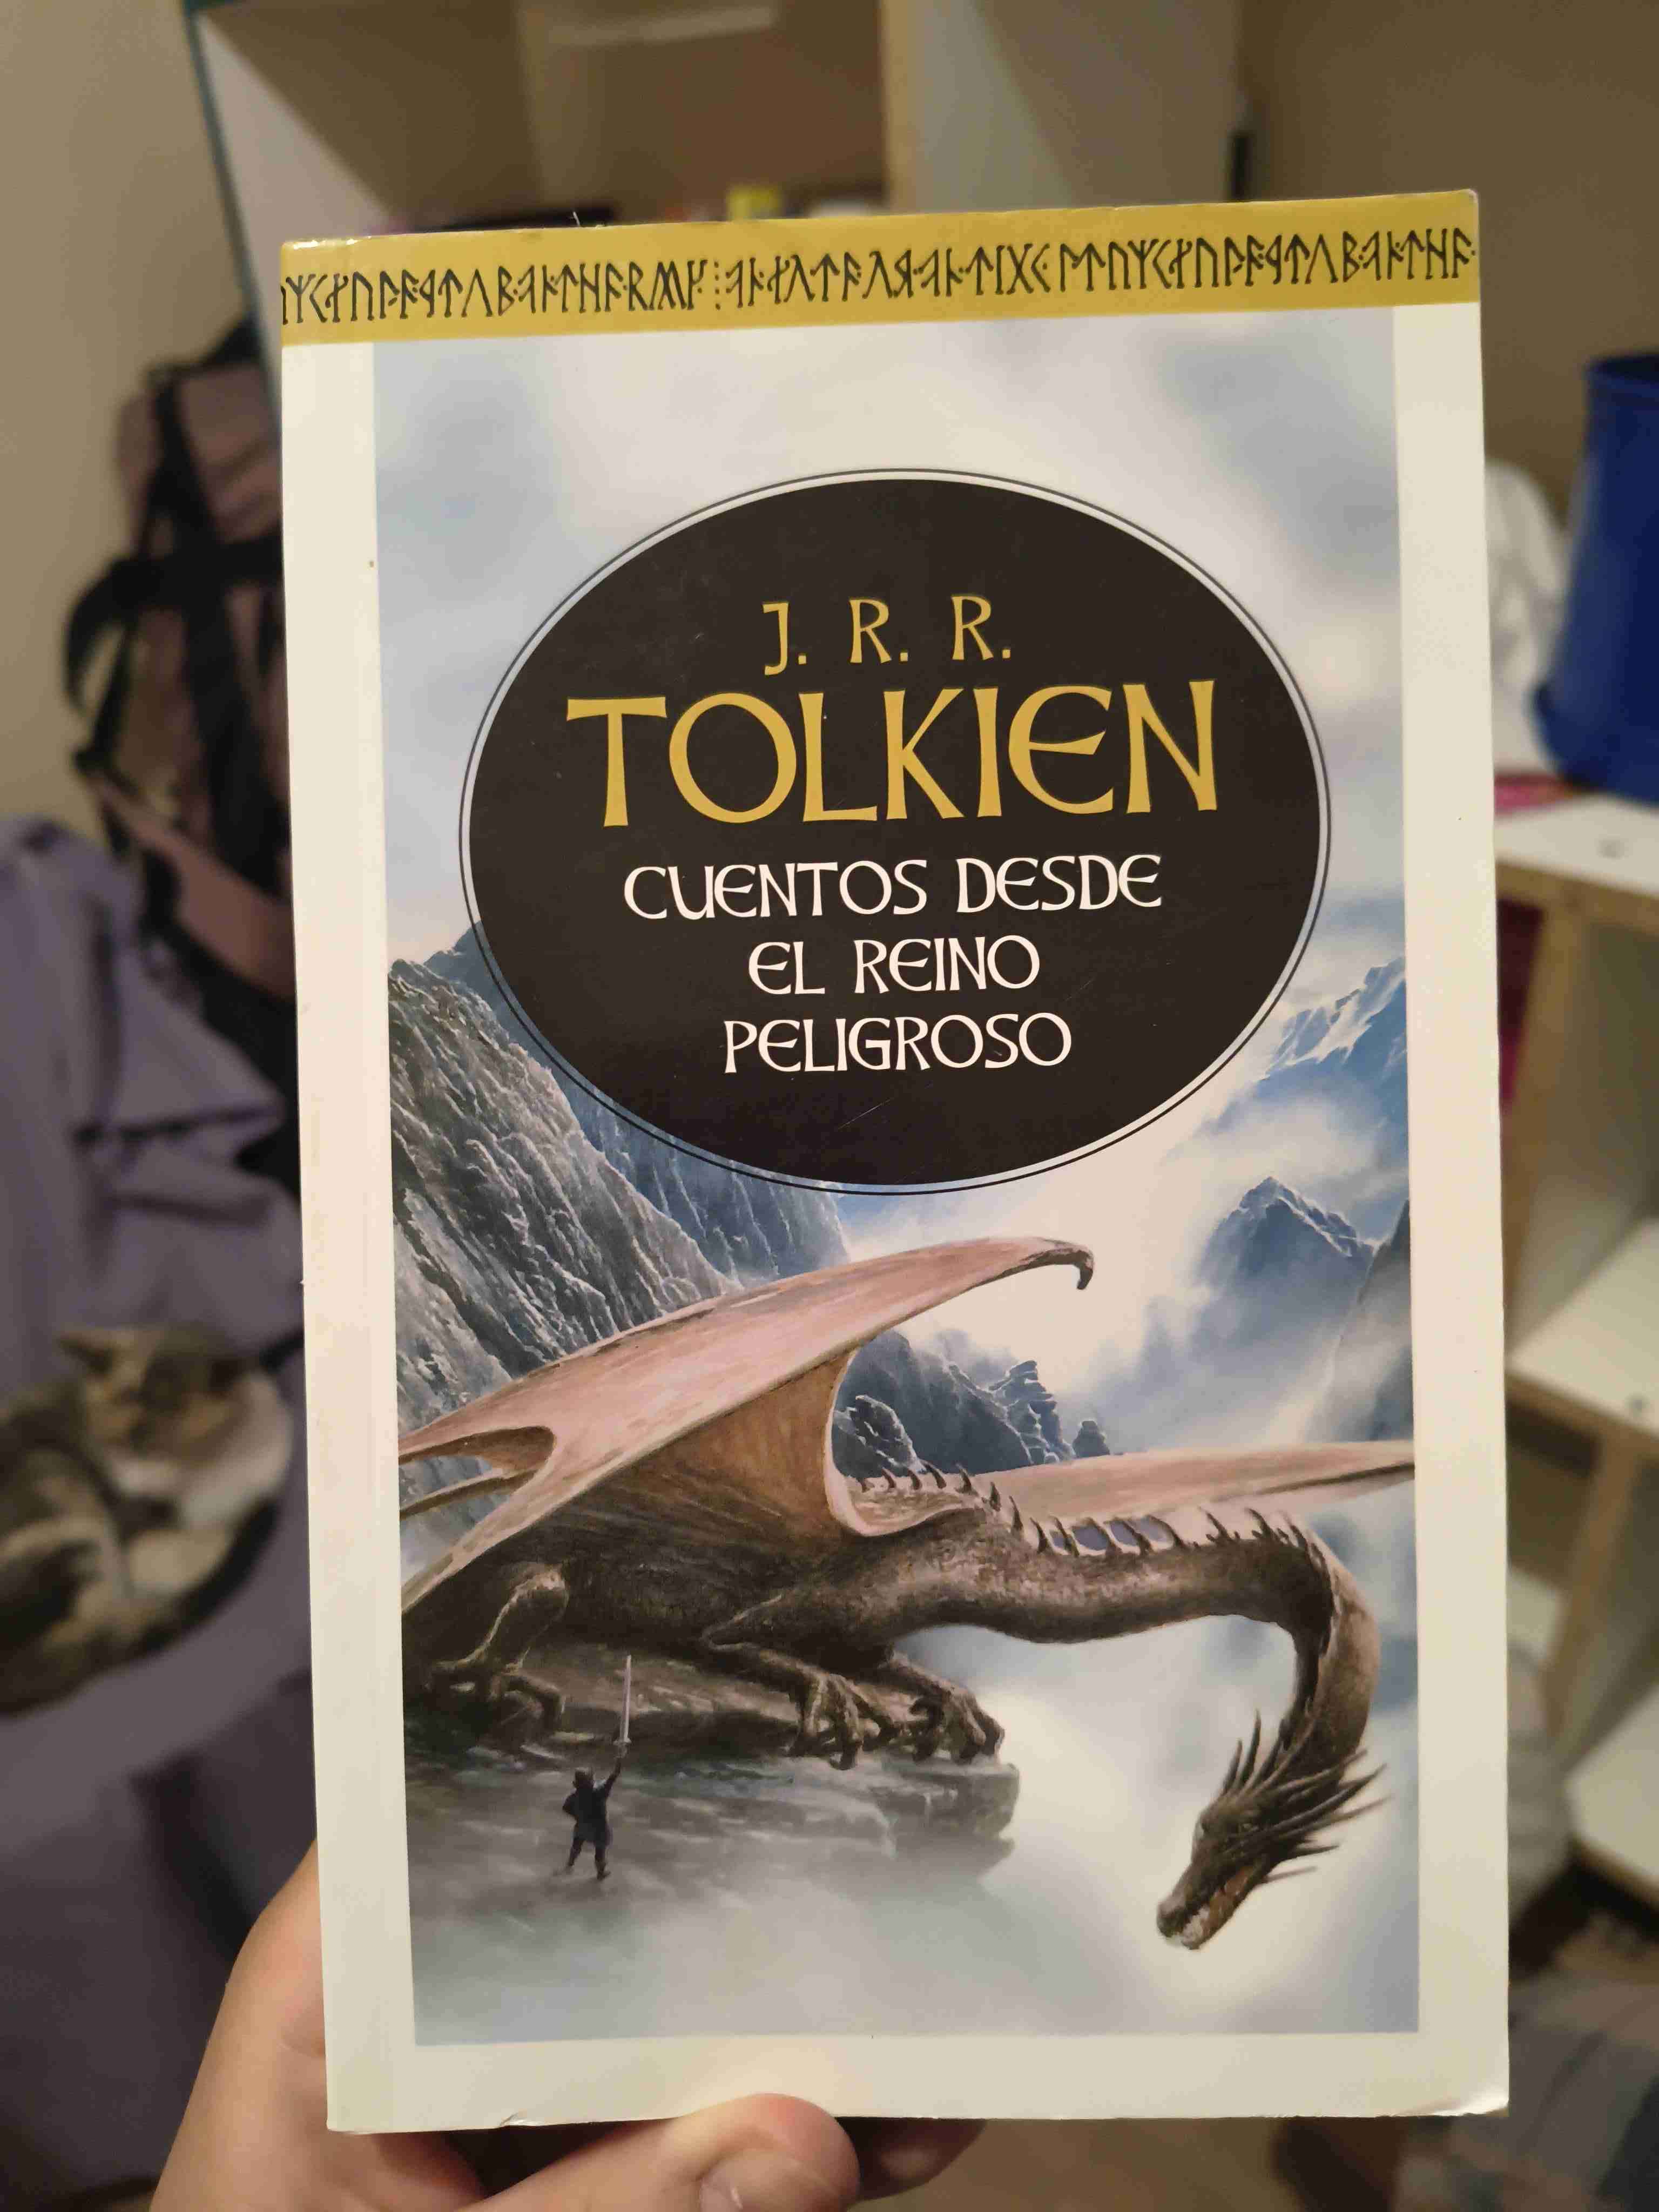 J. R. R.
TOLKIEN
CUENTOS DESDE
EL REINO
PELIGROSO